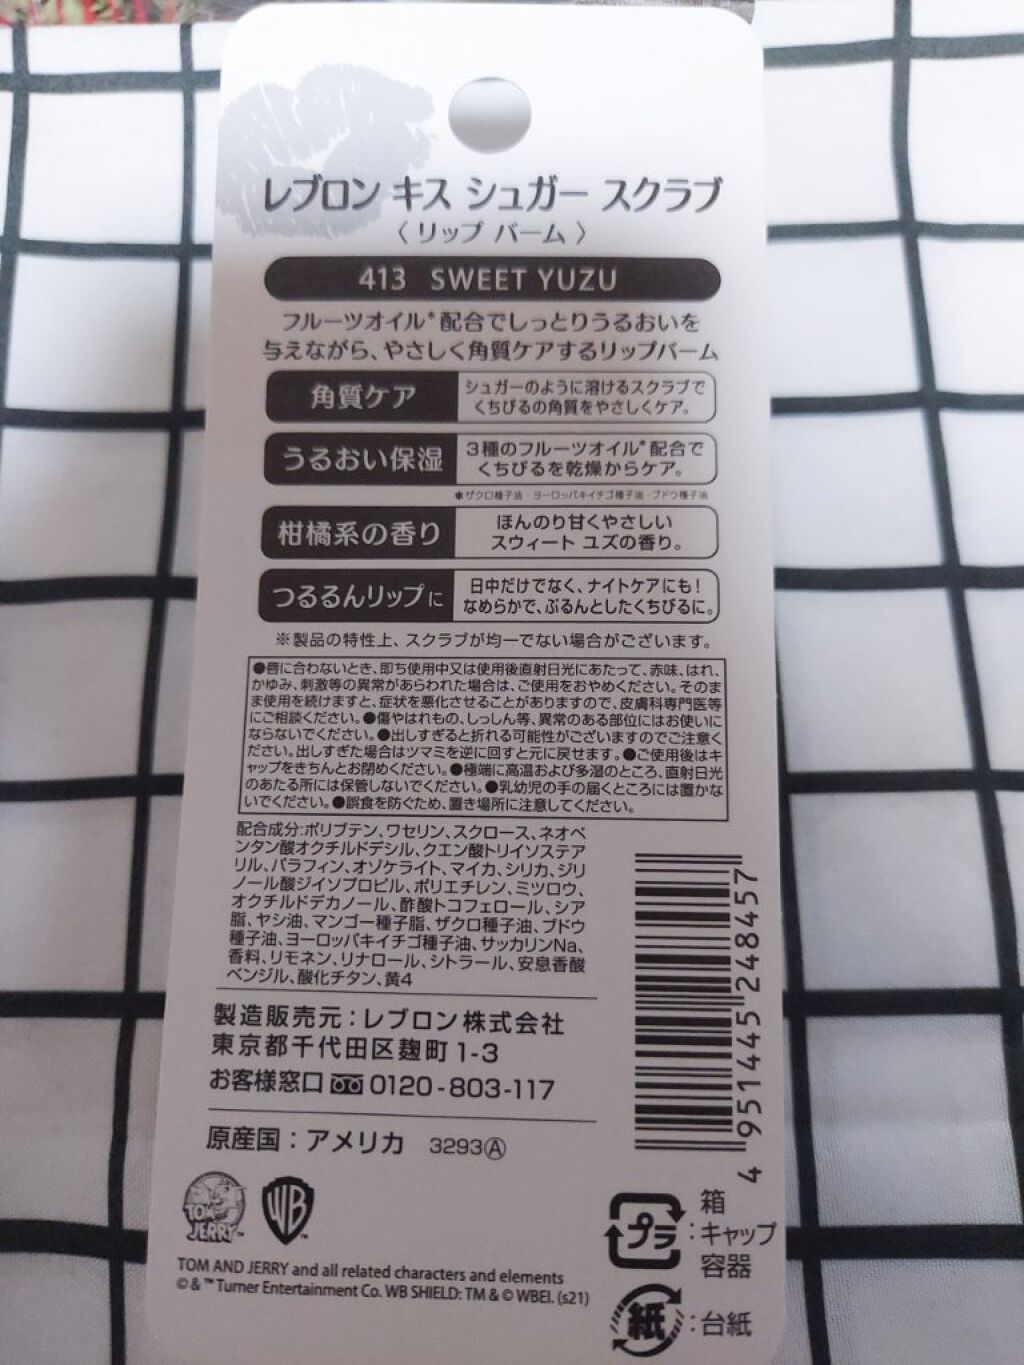 レブロン キス シュガー スクラブ
〈 リップ バーム 〉
413 SWEET YUZU
フルーツオイル*配合でしっとりうるおいを
与えながら、やさしく角質ケアするリップバーム
角質ケア
シュガーのように溶けるスクラブで
くちびるの角質をやさしくケア。
うるおい保湿
3種のフルーツオイル*配合で
くちびるを乾燥からケア。
*ザクロ種子油・ヨーロッパキイチゴ種子油・ブドウ種子油
柑橘系の香り
ほんのり甘くやさしい
スウィート ユズの香り。
つるるんリップに
日中だけでなく、ナイトケアにも!
なめらかで、ぷるんとしたくちびるに。
※製品の特性上、スクラブが均一でない場合がございます。
●唇に合わないとき、即ち使用中又は使用後直射日光にあたって、赤味、はれ、
かゆみ、刺激等の異常があらわれた場合は、ご使用をおやめください。そのま
ま使用を続けますと、症状を悪化させることがありますので、皮膚科専門医等
にご相談ください。●傷やはれもの、しっしん等、異常のある部位にはお使いに
ならないでください。●出しすぎると折れる可能性がございますのでご注意く
ださい。出しすぎた場合はツマミを逆に回すと元に戻せます。●ご使用後はキ
ャップをきちんとお閉めください。●極端に高温および多湿のところ、直射日光
のあたる所には保管しないでください。●乳幼児の手の届くところには置かな
いでください。●誤食を防ぐため、置き場所に注意してください。
配合成分:ポリブテン、ワセリン、スクロース、ネオペ
ンタン酸オクチルドデシル、クエン酸トリイソステア
リル、パラフィン、オゾケライト、マイカ、シリカ、ジリ
ノール酸ジイソプロピル、ポリエチレン、ミツロウ、
オクチルドデカノール、酢酸トコフェロール、シア
脂、ヤシ油、マンゴー種子脂、ザクロ種子油、ブドウ
種子油、ヨーロッパキイチゴ種子油、サッカリンNa、
香料、リモネン、リナロール、シトラール、安息香酸
ベンジル、酸化チタン、黄4
製造販売元:レブロン株式会社
東京都千代田区麹町1-3
お客様窓口 0120-803-117
原産国:アメリカ 3293Ⓐ
4 951445 248457
TOM AND JERRY™
WB™
TOM AND JERRY and all related characters and elements
© & ™ Turner Entertainment Co. WB SHIELD: TM & © WBEI. (s21)
プラ
:
箱
キャップ
容器
紙
:台紙